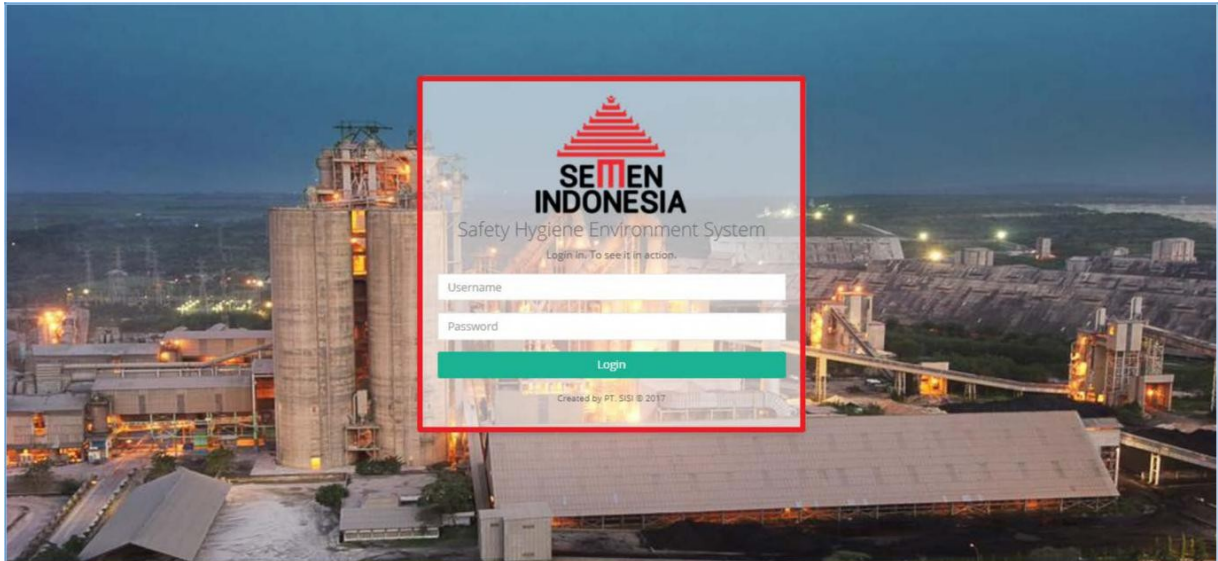 SEMEN
INDONESIA
Safety Hygiene Environment System
Login in. To see it in action.
Username
Password
Login
Created by PT. SISI © 2017